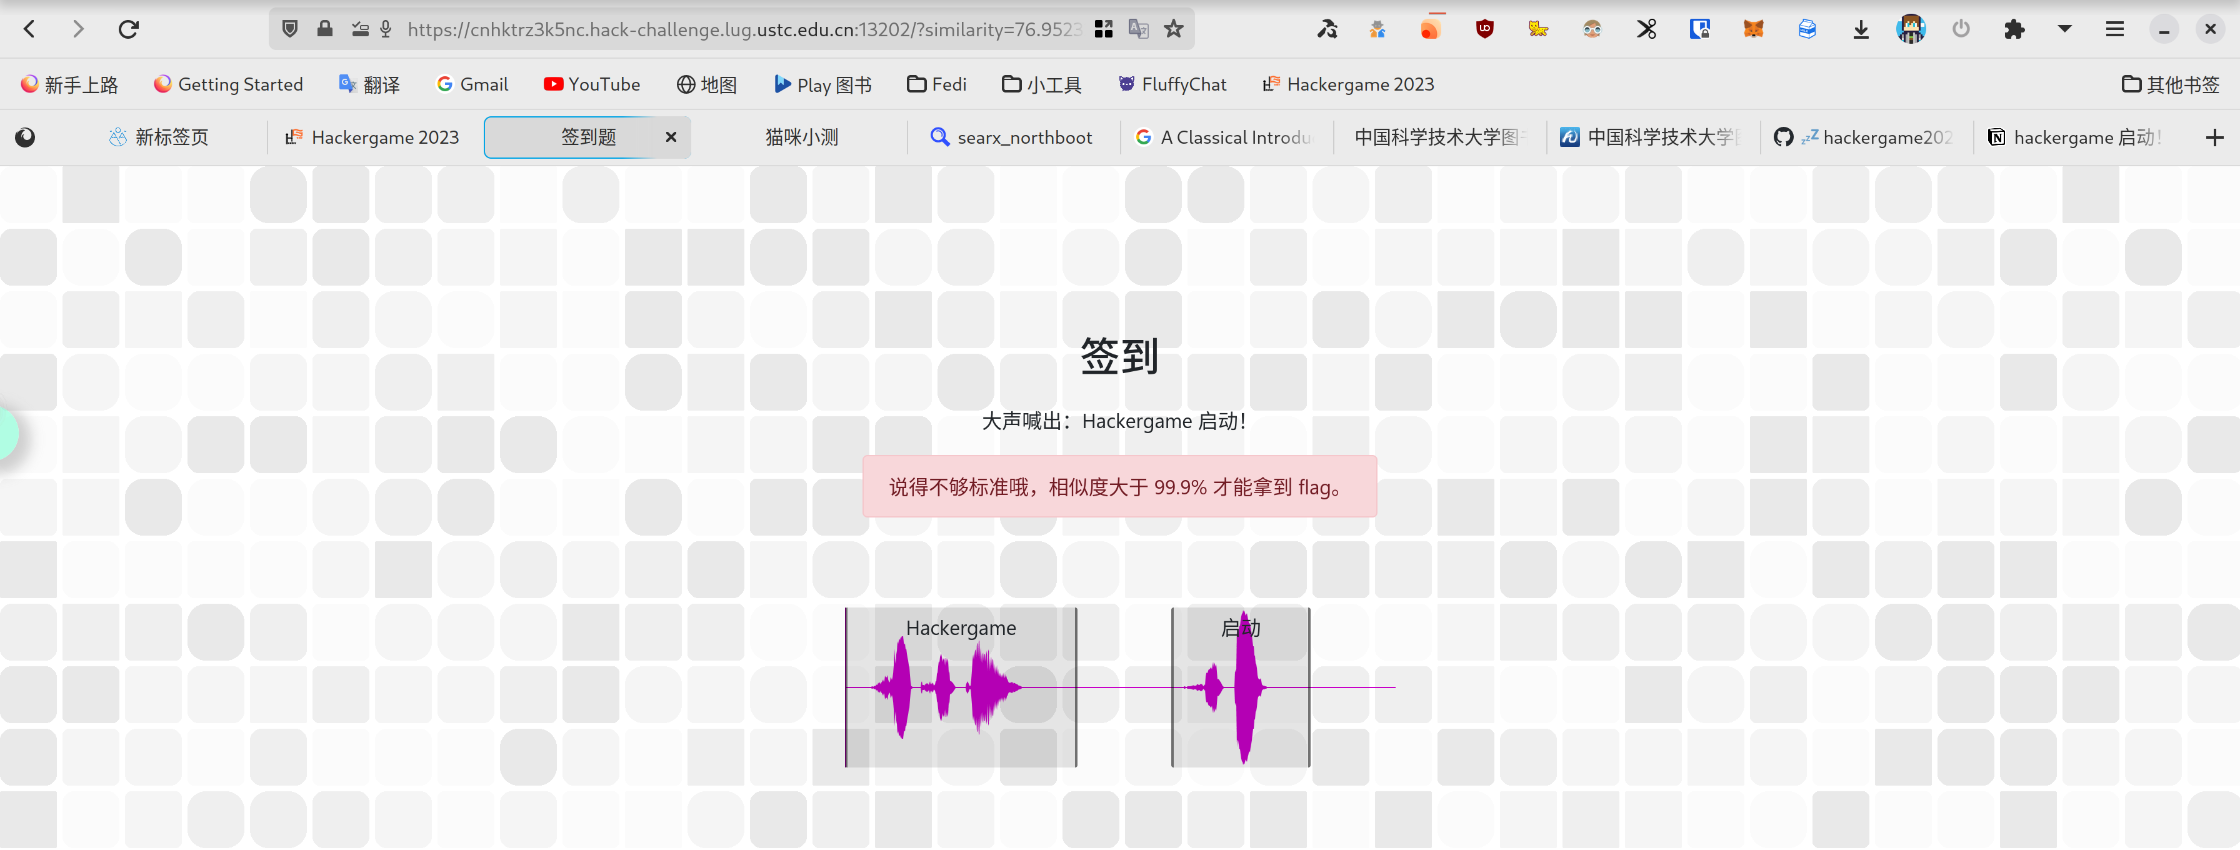 https://cnhktrz3k5nc.hack-challenge.lug.ustc.edu.cn:13202/?similarity=76.9523
新手上路 Getting Started 翻译 Gmail YouTube 地图 Play 图书 Fedi 小工具 FluffyChat Hackergame 2023 其他书签
新标签页 Hackergame 2023 签到题 猫咪小测 searx_northboot A Classical Introdu 中国科学技术大学图 中国科学技术大学 hackergame202 hackergame 启动!
签到
大声喊出：Hackergame 启动！
说得不够标准哦，相似度大于 99.9% 才能拿到 flag。
Hackergame 启动